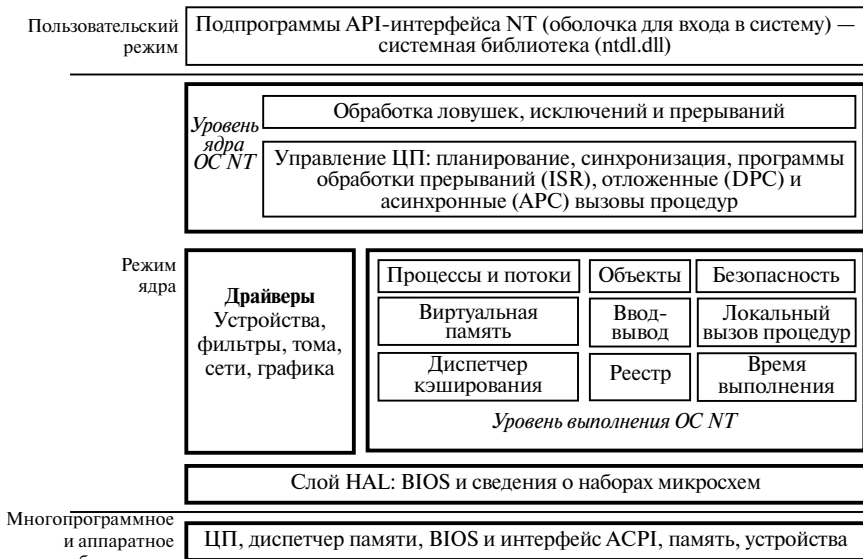 Пользовательский
режим
Подпрограммы API-интерфейса NT (оболочка для входа в систему) —
системная библиотека (ntdl.dll)
Уровень
ядра
ОС NT
Обработка ловушек, исключений и прерываний
Управление ЦП: планирование, синхронизация, программы
обработки прерываний (ISR), отложенные (DPC) и
асинхронные (APC) вызовы процедур
Режим
ядра
Драйверы
Устройства,
фильтры, тома,
сети, графика
Процессы и потоки
Объекты
Безопасность
Виртуальная
память
Ввод-
вывод
Локальный
вызов процедур
Диспетчер
кэширования
Реестр
Время
выполнения
Уровень выполнения ОС NT
Слой HAL: BIOS и сведения о наборах микросхем
Многопрограммное
и аппаратное
ЦП, диспетчер памяти, BIOS и интерфейс ACPI, память, устройства